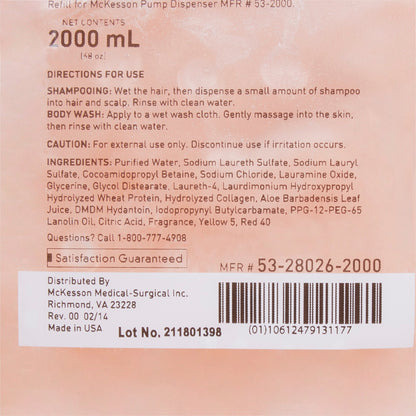 Refill for McKesson Pump Dispenser MFR # 53-2000.
NET CONTENTS
2000 mL
(68 oz)
DIRECTIONS FOR USE
SHAMPOOING: Wet the hair, then dispense a small amount of shampoo
into hair and scalp. Rinse with clean water.
BODY WASH: Apply to a wet wash cloth. Gently massage into the skin,
then rinse with clean water.
CAUTION: For external use only. Discontinue use if irritation occurs.
INGREDIENTS: Purified Water, Sodium Laureth Sulfate, Sodium Lauryl
Sulfate, Cocoamidopropyl Betaine, Sodium Chloride, Lauramine Oxide,
Glycerine, Glycol Distearate, Laureth-4, Laurdimonium Hydroxypropyl
Hydrolyzed Wheat Protein, Hydrolyzed Collagen, Aloe Barbadensis Leaf
Juice, DMDM Hydantoin, Iodopropynyl Butylcarbamate, PPG-12-PEG-65
Lanolin Oil, Citric Acid, Fragrance, Yellow 5, Red 40
Questions? Call 1-800-777-4908
Satisfaction Guaranteed
MFR # 53-28026-2000
Distributed By
McKesson Medical-Surgical Inc.
Richmond, VA 23228
Rev. 00 02/14
Made in USA
Lot No. 211801398
(01)10612479131177